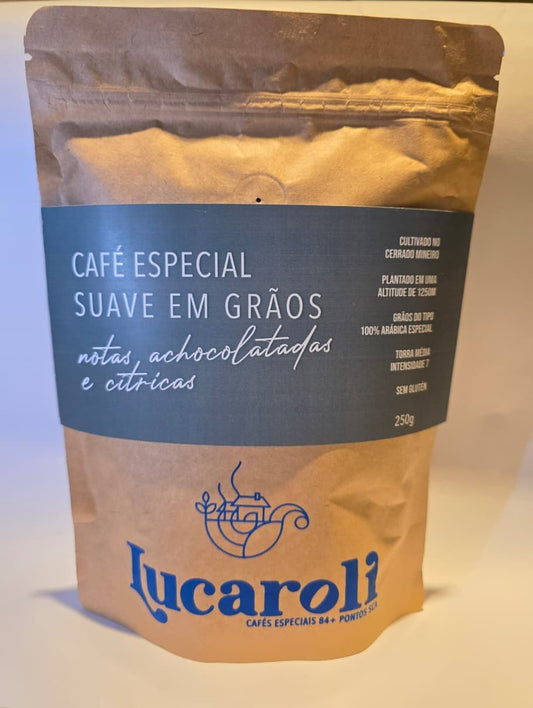 CAFÉ ESPECIAL
SUAVE EM GRÃOS
notas, achocolatadas
e cítricas
CULTIVADO NO
CERRADO MINEIRO
PLANTADO EM UMA
ALTITUDE DE 1250M
GRÃOS DO TIPO
100% ARÁBICA ESPECIAL
TORRA MÉDIA
INTENSIDADE 7
SEM GLUTÉN
250g
Lucaroli
CAFÉS ESPECIAIS 84+ PONTOS SCA